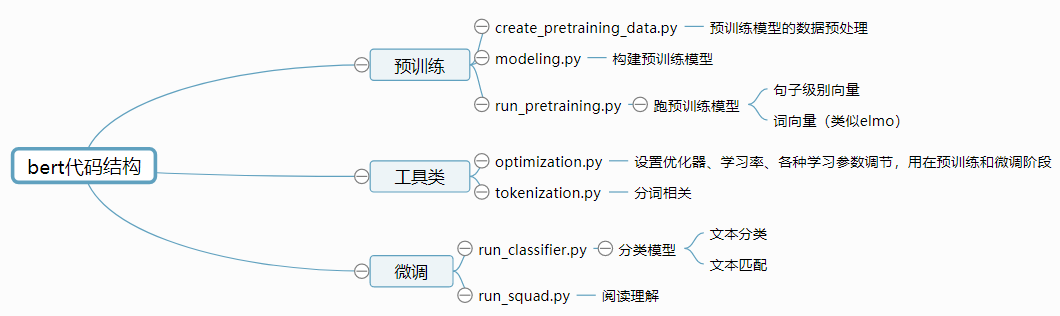 create_pretraining_data.py
预训练模型的数据预处理
预训练
modeling.py
构建预训练模型
run_pretraining.py
跑预训练模型
句子级别向量
词向量（类似elmo）
bert代码结构
工具类
optimization.py
设置优化器、学习率、各种学习参数调节，用在预训练和微调阶段
tokenization.py
分词相关
微调
run_classifier.py
分类模型
文本分类
文本匹配
run_squad.py
阅读理解